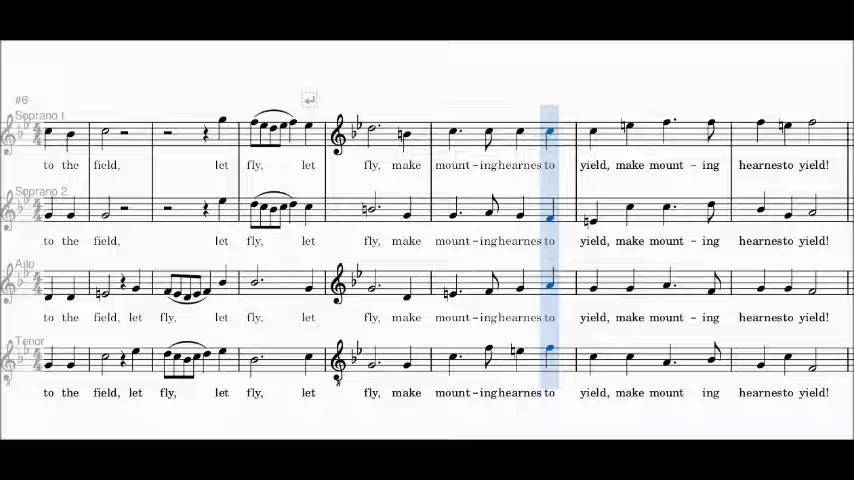 #6
Soprano 1
to the field, let fly, let fly, make mount-ing hearnes to yield, make mount - ing hearnes to yield!
Soprano 2
to the field, let fly, let fly, make mount-ing hearnes to yield, make mount - ing hearnes to yield!
Alto
to the field, let fly, let fly, let fly, make mount-ing hearnes to yield, make mount - ing hearnes to yield!
Tenor
to the field, let fly, let fly, let fly, make mount-ing hearnes to yield, make mount ing hearnes to yield!